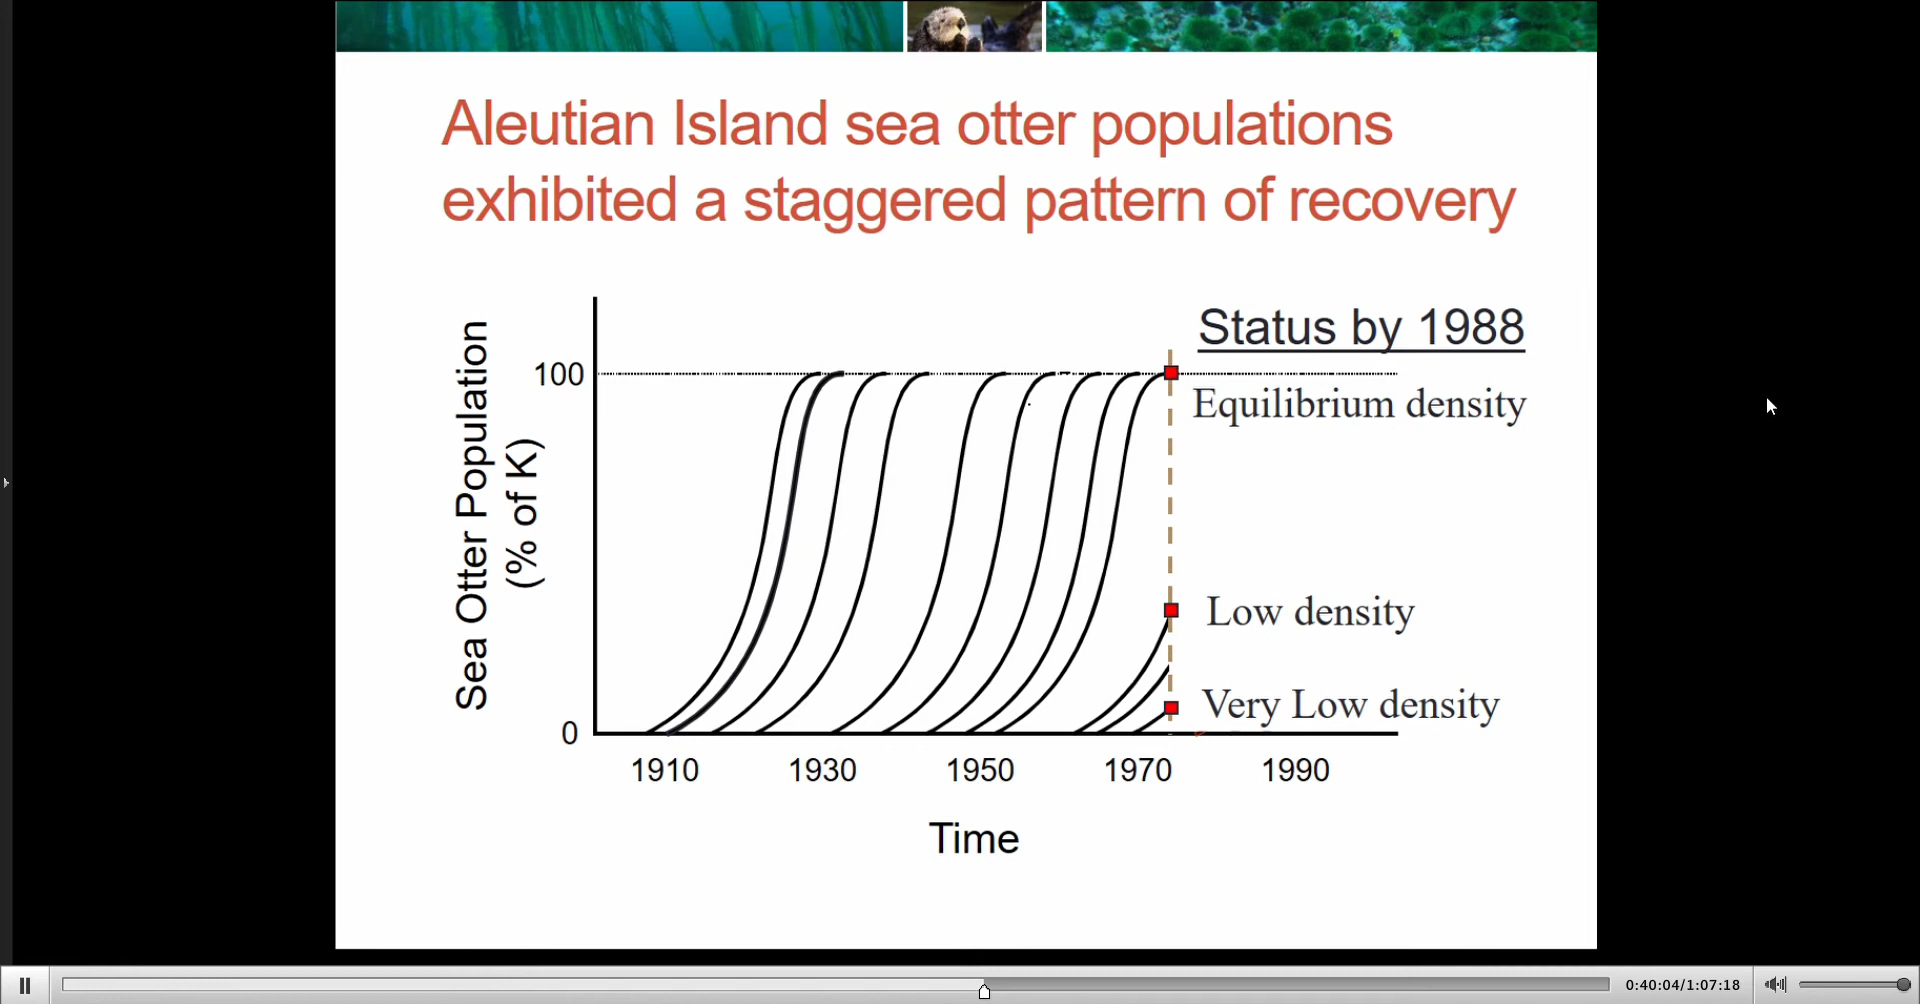 Aleutian Island sea otter populations
exhibited a staggered pattern of recovery
Status by 1988
Sea Otter Population
(% of K)
100
Equilibrium density
Low density
Very Low density
0
1910 1930 1950 1970 1990
Time
0:40:04/1:07:18